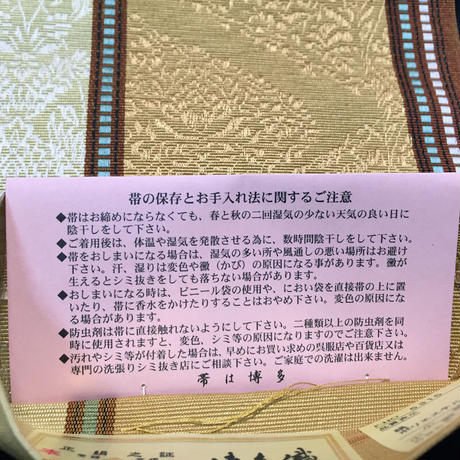 帯の保存とお手入れ法に関するご注意
◆帯はお締めにならなくても、春と秋の二回湿気の少ない天気の良い日に
陰干しをして下さい。
◆ご着用後は、体温や湿気を発散させる為に、数時間陰干しをして下さい。
◆帯をおしまいになる場合は、湿気の多い所や風通しの悪い場所はお避け
下さい。汗、湿りは変色や黴（かび）の原因になる事があります。黴が
生えるとシミ抜きをしても落ちない場合があります。
◆おしまいになる時は、ビニール袋の使用や、におい袋を直接帯の上に置
いたり、帯に香水をかけたりすることはおやめ下さい。変色の原因にな
る場合があります。
◆防虫剤は帯に直接触れないようにして下さい。二種類以上の防虫剤を同
時に使用されますと、変色、シミ等の原因になりますのでご注意下さい。
◆汚れやシミ等が付着した場合は、早めにお買い求めの呉服店や百貨店又は
専門の洗張りシミ抜き店にご相談下さい。ご家庭での洗濯は出来ません。
帯は博多
正絹之証